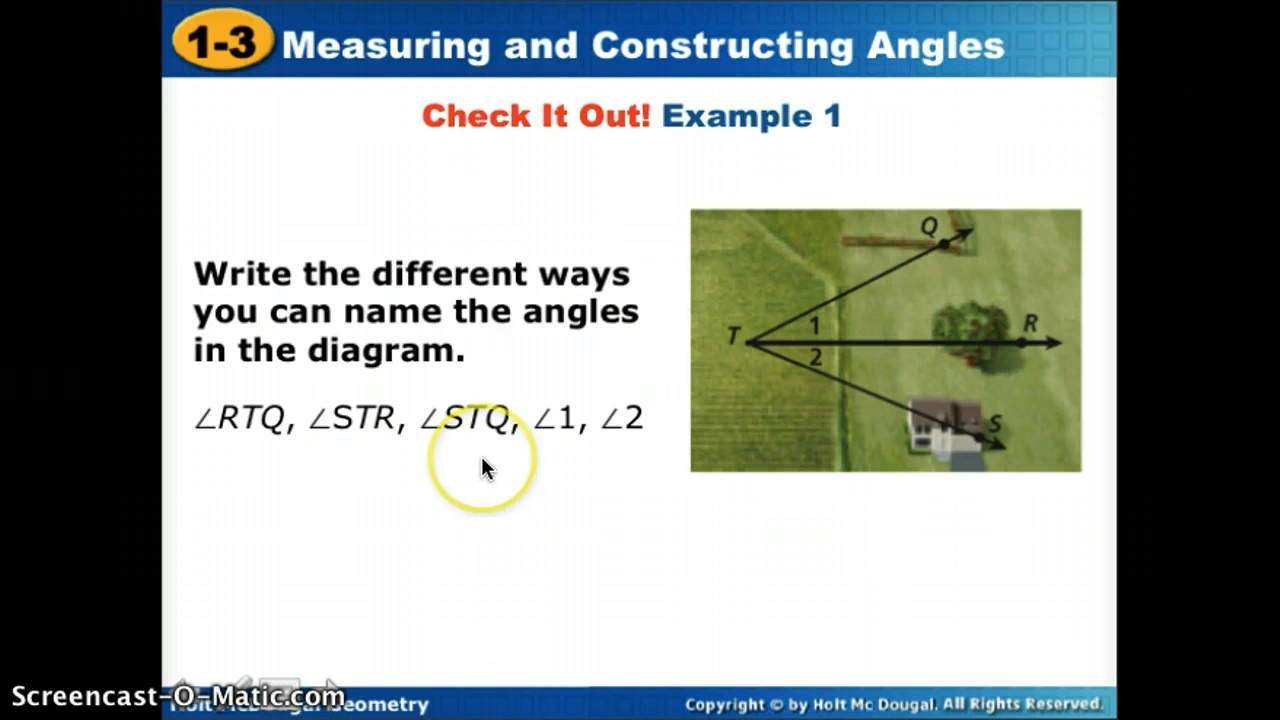 1-3 Measuring and Constructing Angles
Check It Out! Example 1
Write the different ways
you can name the angles
in the diagram.
∠RTQ, ∠STR, ∠STQ, ∠1, ∠2
Q
T
1
R
2
S
Screencast-O-Matic.com
Holt McDougal Geometry
Copyright © by Holt Mc Dougal. All Rights Reserved.